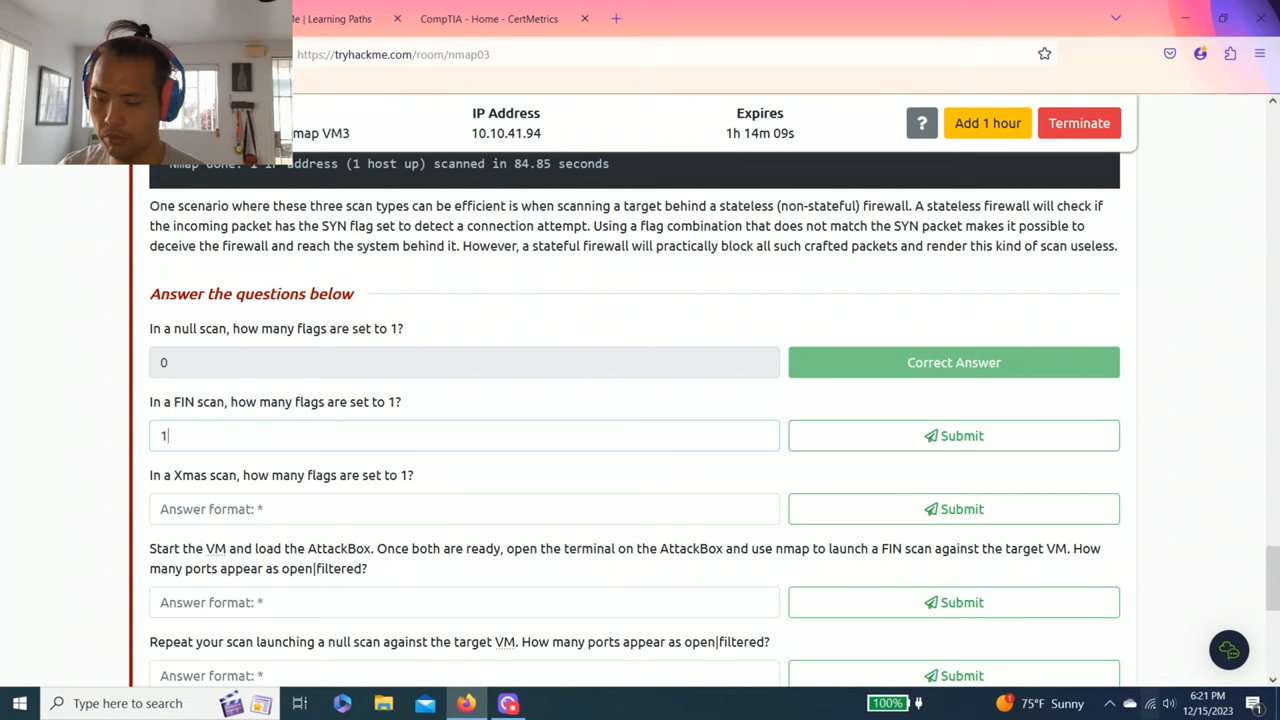 Me | Learning Paths
CompTIA - Home - CertMetrics
https://tryhackme.com/room/nmap03
IP Address
Expires
map VM3
10.10.41.94
1h 14m 09s
?
Add 1 hour
Terminate
Nmap done: 1 IP address (1 host up) scanned in 84.85 seconds
One scenario where these three scan types can be efficient is when scanning a target behind a stateless (non-stateful) firewall. A stateless firewall will check if
the incoming packet has the SYN flag set to detect a connection attempt. Using a flag combination that does not match the SYN packet makes it possible to
deceive the firewall and reach the system behind it. However, a stateful firewall will practically block all such crafted packets and render this kind of scan useless.
Answer the questions below
In a null scan, how many flags are set to 1?
0
Correct Answer
In a FIN scan, how many flags are set to 1?
1
Submit
In a Xmas scan, how many flags are set to 1?
Answer format: *
Submit
Start the VM and load the AttackBox. Once both are ready, open the terminal on the AttackBox and use nmap to launch a FIN scan against the target VM. How
many ports appear as open|filtered?
Answer format: *
Submit
Repeat your scan launching a null scan against the target VM. How many ports appear as open|filtered?
Answer format: *
Submit
Type here to search
100%
75°F Sunny
6:21 PM
12/15/2023
1